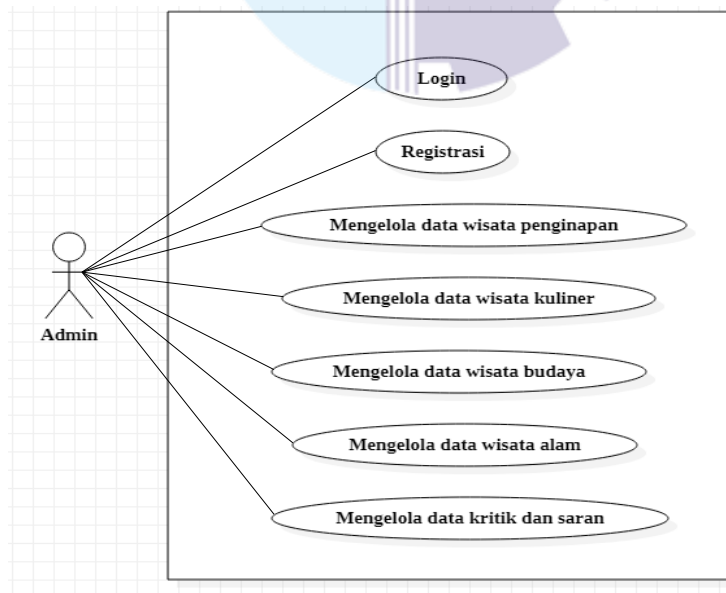 Login
Registrasi
Mengelola data wisata penginapan
Mengelola data wisata kuliner
Admin
Mengelola data wisata budaya
Mengelola data wisata alam
Mengelola data kritik dan saran